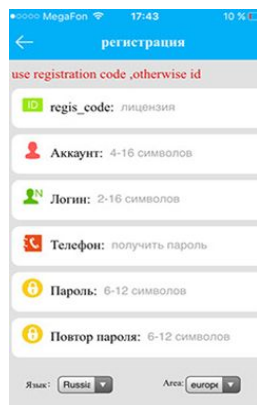 MegaFon 17:43 10 %
регистрация
use registration code ,otherwise id
ID regis_code: лицензия
Аккаунт: 4-16 символов
N Логин: 2-16 символов
Телефон: получить пароль
Пароль: 6-12 символов
Повтор пароля: 6-12 символов
Язык: Russia Area: europe